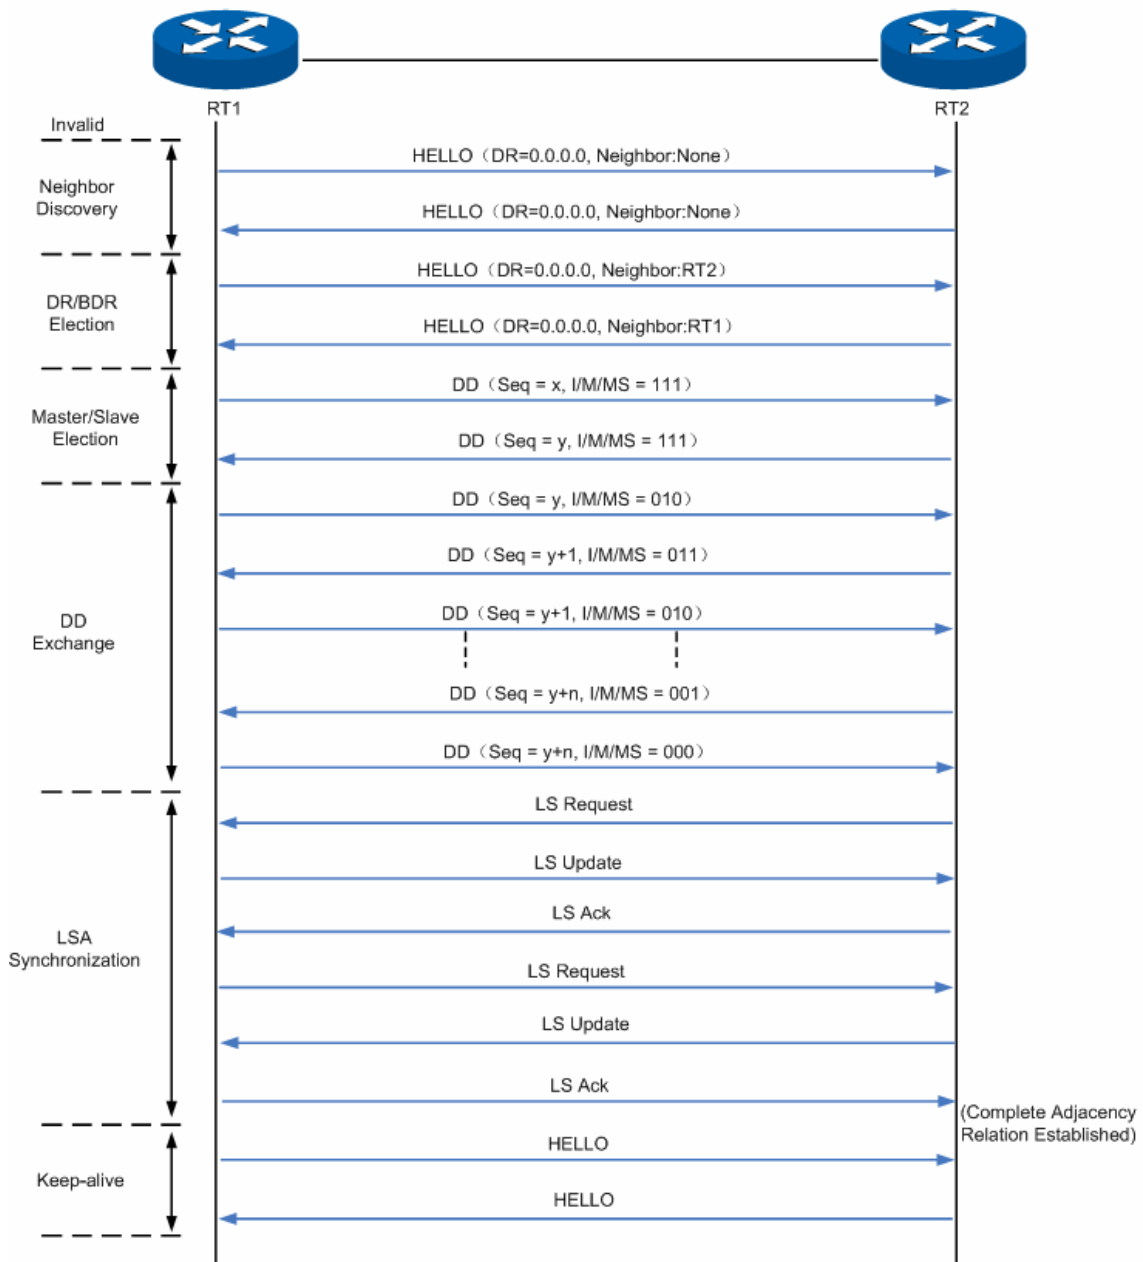 RT1
RT2
Invalid
HELLO（DR=0.0.0.0, Neighbor:None）
Neighbor
Discovery
HELLO（DR=0.0.0.0, Neighbor:None）
HELLO（DR=0.0.0.0, Neighbor:RT2）
DR/BDR
Election
HELLO（DR=0.0.0.0, Neighbor:RT1）
DD（Seq = x, I/M/MS = 111）
Master/Slave
Election
DD（Seq = y, I/M/MS = 111）
DD（Seq = y, I/M/MS = 010）
DD（Seq = y+1, I/M/MS = 011）
DD（Seq = y+1, I/M/MS = 010）
DD
Exchange
DD（Seq = y+n, I/M/MS = 001）
DD（Seq = y+n, I/M/MS = 000）
LS Request
LS Update
LS Ack
LSA
Synchronization
LS Request
LS Update
LS Ack
(Complete Adjacency
Relation Established)
HELLO
Keep-alive
HELLO